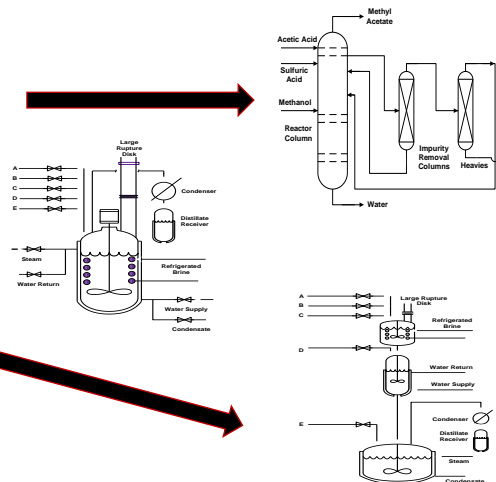 Methyl
Acetate
Acetic Acid
Sulfuric
Acid
Methanol
Reactor
Column
Impurity
Removal
Columns
Heavies
Water
Large
Rupture
Disk
A
B
C
D
E
Condenser
Distillate
Receiver
Steam
Water Return
Refrigerated
Brine
Water Supply
Condensate
A
B
C
Large Rupture
Disk
Refrigerated
Brine
D
Water Return
Water Supply
E
Condenser
Distillate
Receiver
Steam
Condensate